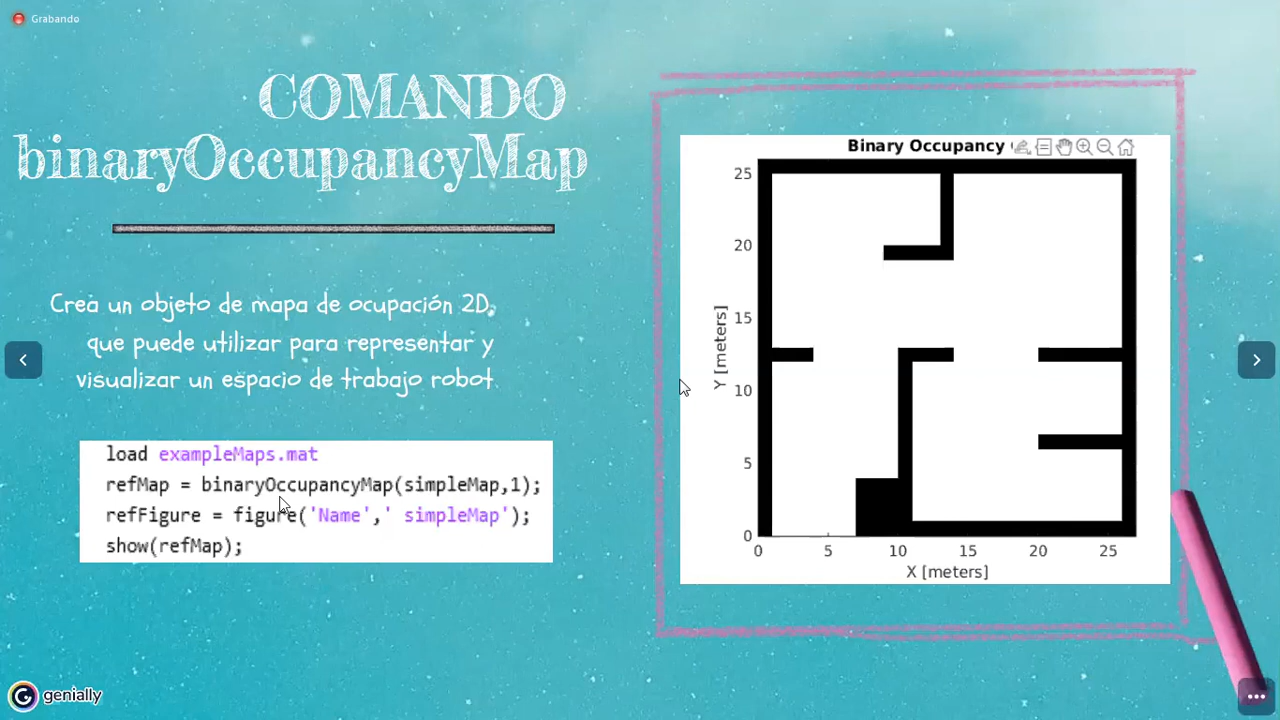 Grabando
COMANDO
binaryOccupancyMap
Crea un objeto de mapa de ocupación 2D,
que puede utilizar para representar y
visualizar un espacio de trabajo robot
load exampleMaps.mat
refMap = binaryOccupancyMap(simpleMap,1);
refFigure = figure('Name',' simpleMap');
show(refMap);
Binary Occupancy
25
20
15
10
5
0
Y [meters]
0 5 10 15 20 25
X [meters]
genially